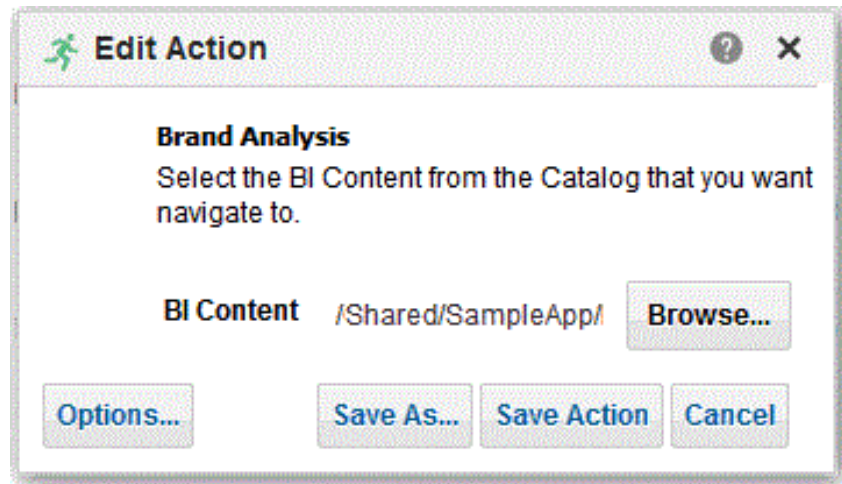 Edit Action
Brand Analysis
Select the BI Content from the Catalog that you want
navigate to.
BI Content /Shared/SampleApp/ Browse...
Options... Save As... Save Action Cancel